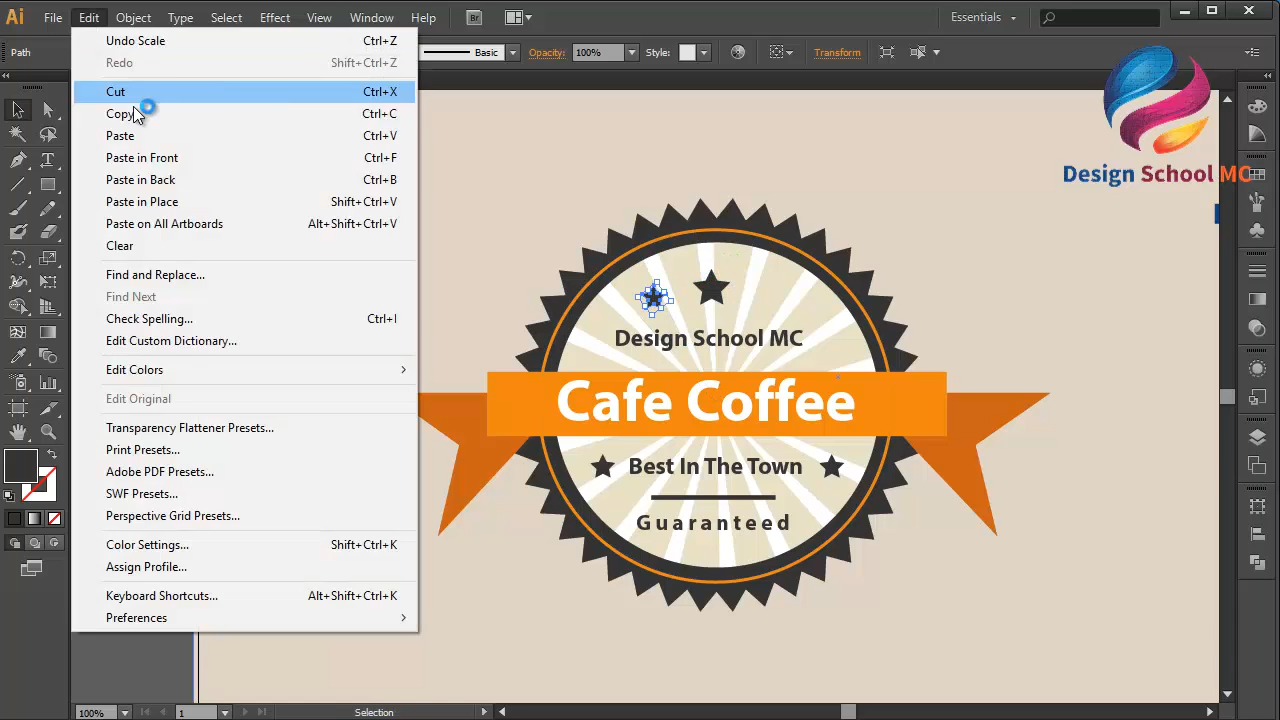 Ai File Edit Object Type Select Effect View Window Help Br Essentials
Path Basic Opacity: 100% Style: Transform
Undo Scale Ctrl+Z
Redo Shift+Ctrl+Z
Cut Ctrl+X
Copy Ctrl+C
Paste Ctrl+V
Paste in Front Ctrl+F
Paste in Back Ctrl+B
Paste in Place Shift+Ctrl+V
Paste on All Artboards Alt+Shift+Ctrl+V
Clear
Find and Replace...
Find Next
Check Spelling... Ctrl+I
Edit Custom Dictionary...
Edit Colors
Edit Original
Transparency Flattener Presets...
Print Presets...
Adobe PDF Presets...
SWF Presets...
Perspective Grid Presets...
Color Settings... Shift+Ctrl+K
Assign Profile...
Keyboard Shortcuts... Alt+Shift+Ctrl+K
Preferences
Design School MC
Design School MC
Cafe Coffee
Best In The Town
Guaranteed
100% 1 Selection